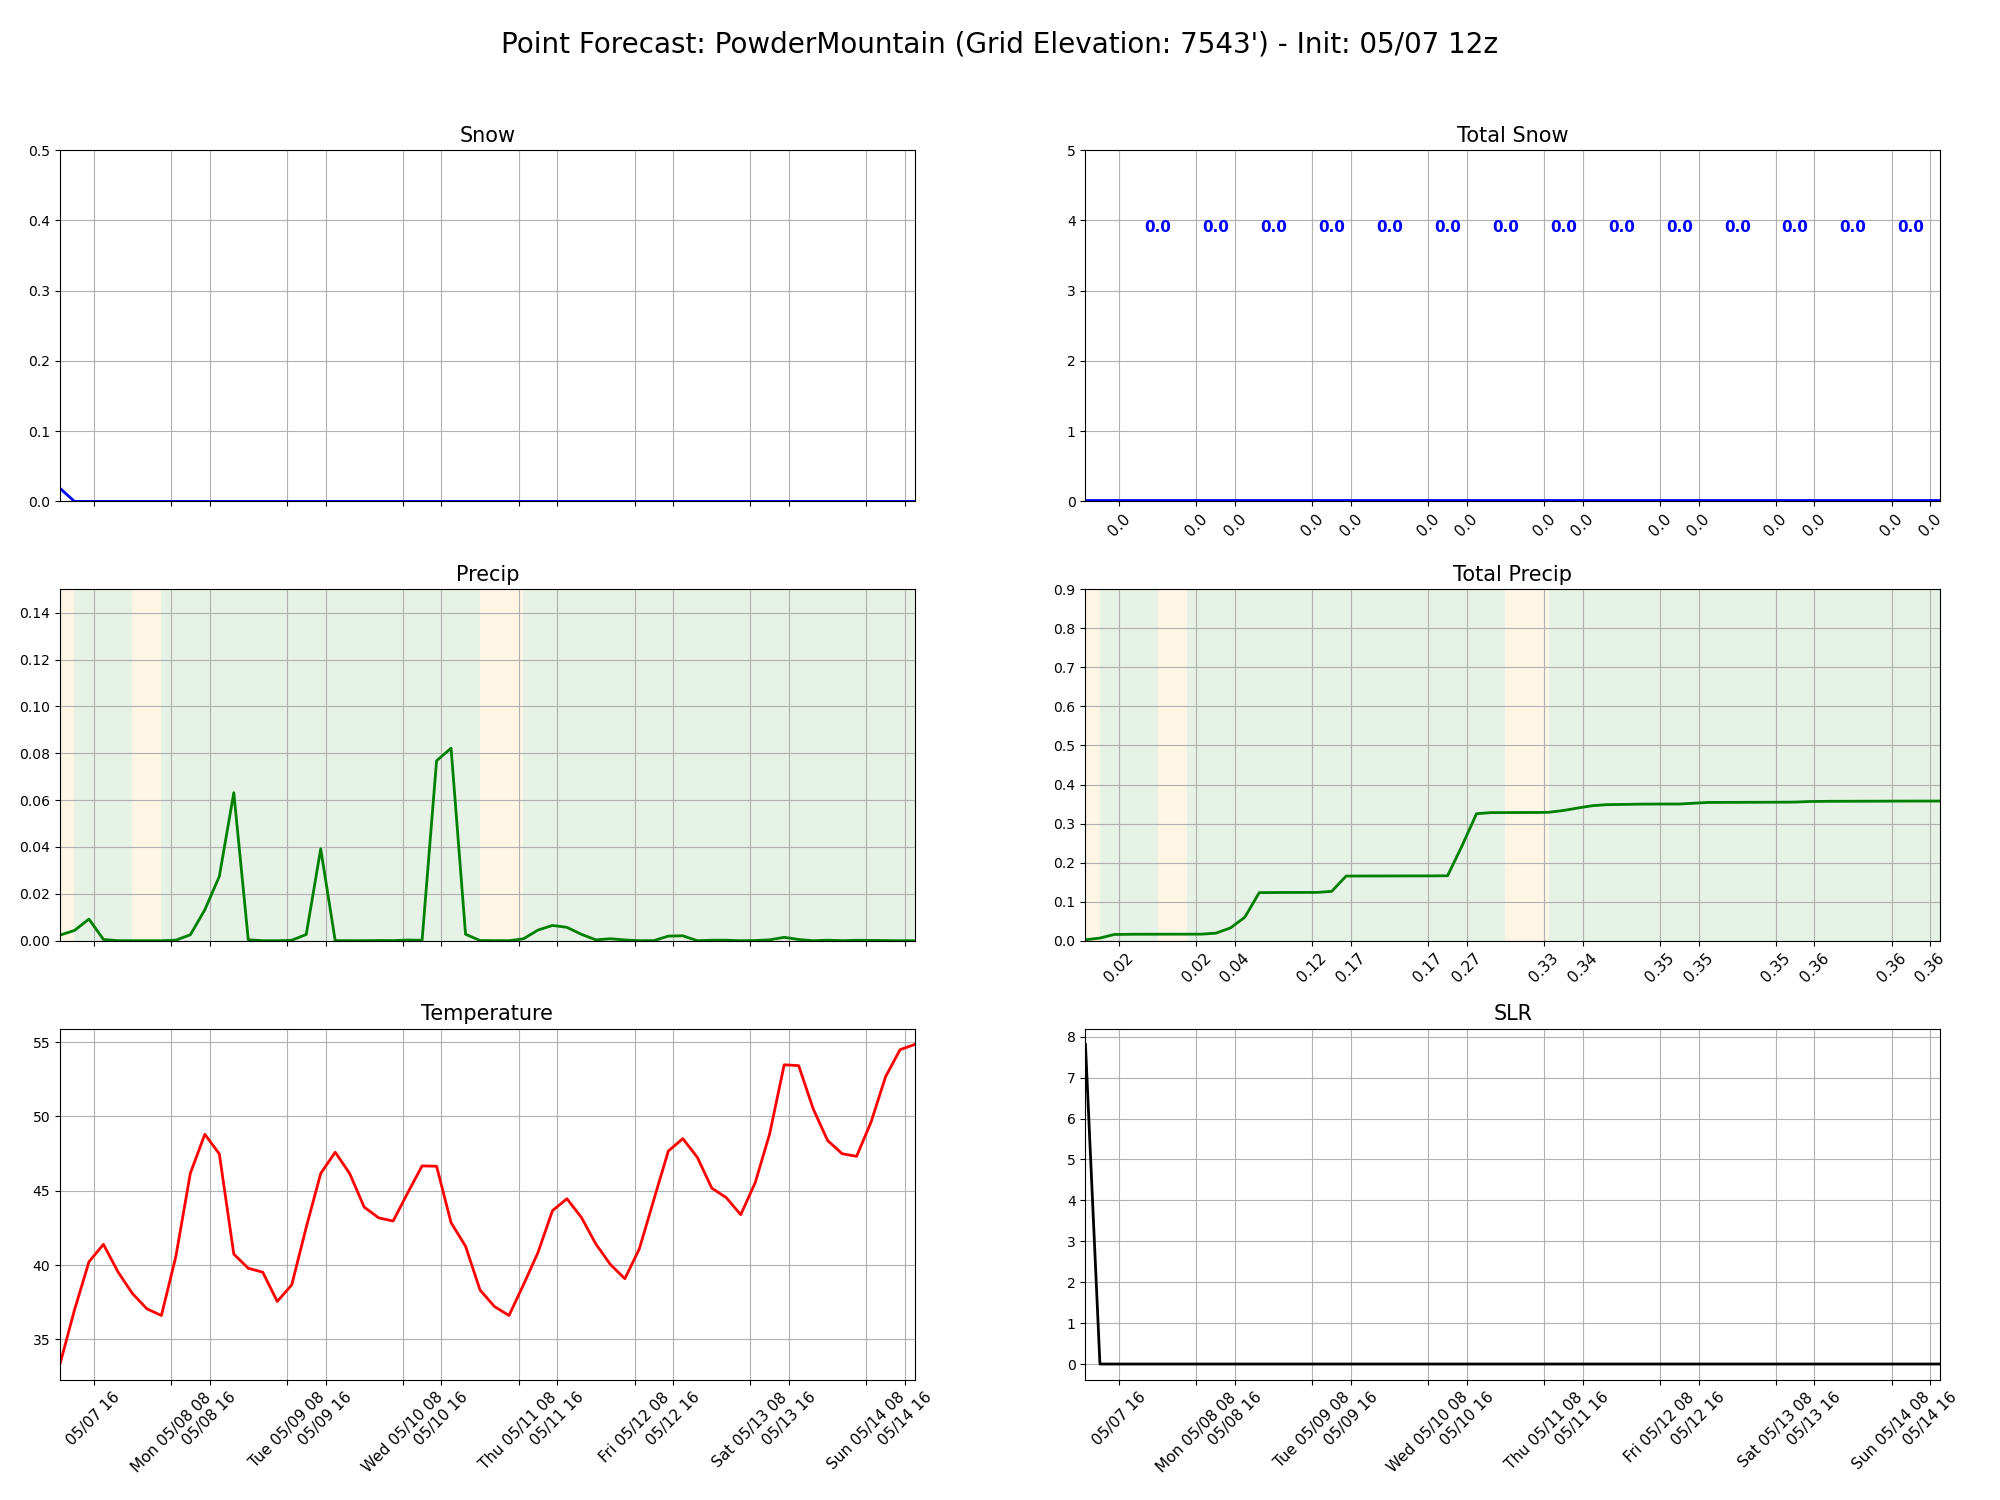 Point Forecast: PowderMountain (Grid Elevation: 7543') - Init: 05/07 12z
Snow
0.5
0.4
0.3
0.2
0.1
0.0
Total Snow
5
4
3
2
1
0
0.0 0.0 0.0 0.0 0.0 0.0 0.0 0.0 0.0 0.0 0.0 0.0 0.0 0.0
0.0 0.0 0.0 0.0 0.0 0.0 0.0 0.0 0.0 0.0 0.0 0.0 0.0 0.0 0.0
Precip
0.14
0.12
0.10
0.08
0.06
0.04
0.02
0.00
Total Precip
0.9
0.8
0.7
0.6
0.5
0.4
0.3
0.2
0.1
0.0
0.02 0.02 0.04 0.12 0.17 0.17 0.27 0.33 0.34 0.35 0.35 0.35 0.36 0.36 0.36
Temperature
55
50
45
40
35
05/07 16
Mon 05/08 08
05/08 16
Tue 05/09 08
05/09 16
Wed 05/10 08
05/10 16
Thu 05/11 08
05/11 16
Fri 05/12 08
05/12 16
Sat 05/13 08
05/13 16
Sun 05/14 08
05/14 16
SLR
8
7
6
5
4
3
2
1
0
05/07 16
Mon 05/08 08
05/08 16
Tue 05/09 08
05/09 16
Wed 05/10 08
05/10 16
Thu 05/11 08
05/11 16
Fri 05/12 08
05/12 16
Sat 05/13 08
05/13 16
Sun 05/14 08
05/14 16